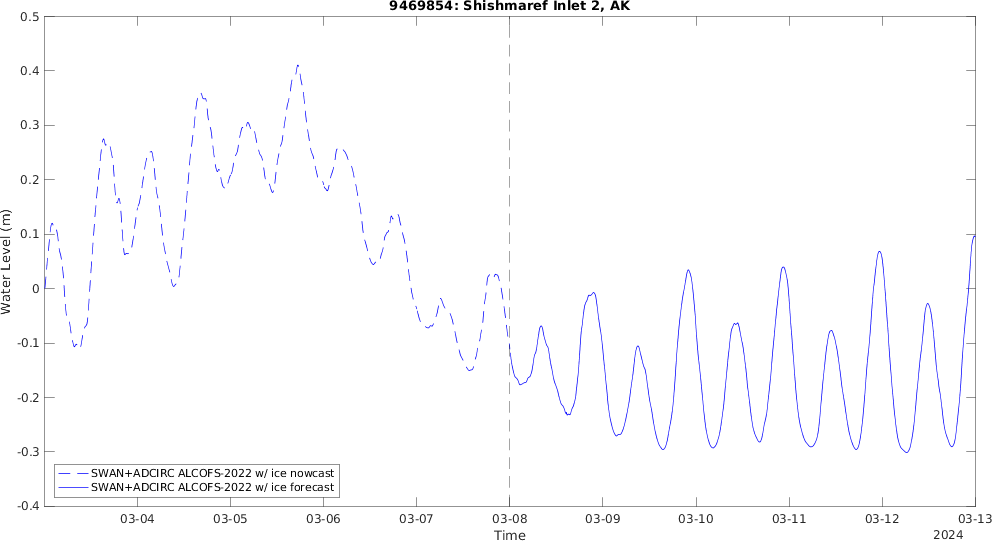 9469854: Shishmaref Inlet 2, AK
0.5
0.4
0.3
0.2
0.1
0
-0.1
-0.2
-0.3
-0.4
Water Level (m)
SWAN+ADCIRC ALCOFS-2022 w/ ice nowcast
SWAN+ADCIRC ALCOFS-2022 w/ ice forecast
03-04 03-05 03-06 03-07 03-08 03-09 03-10 03-11 03-12 03-13
Time
2024